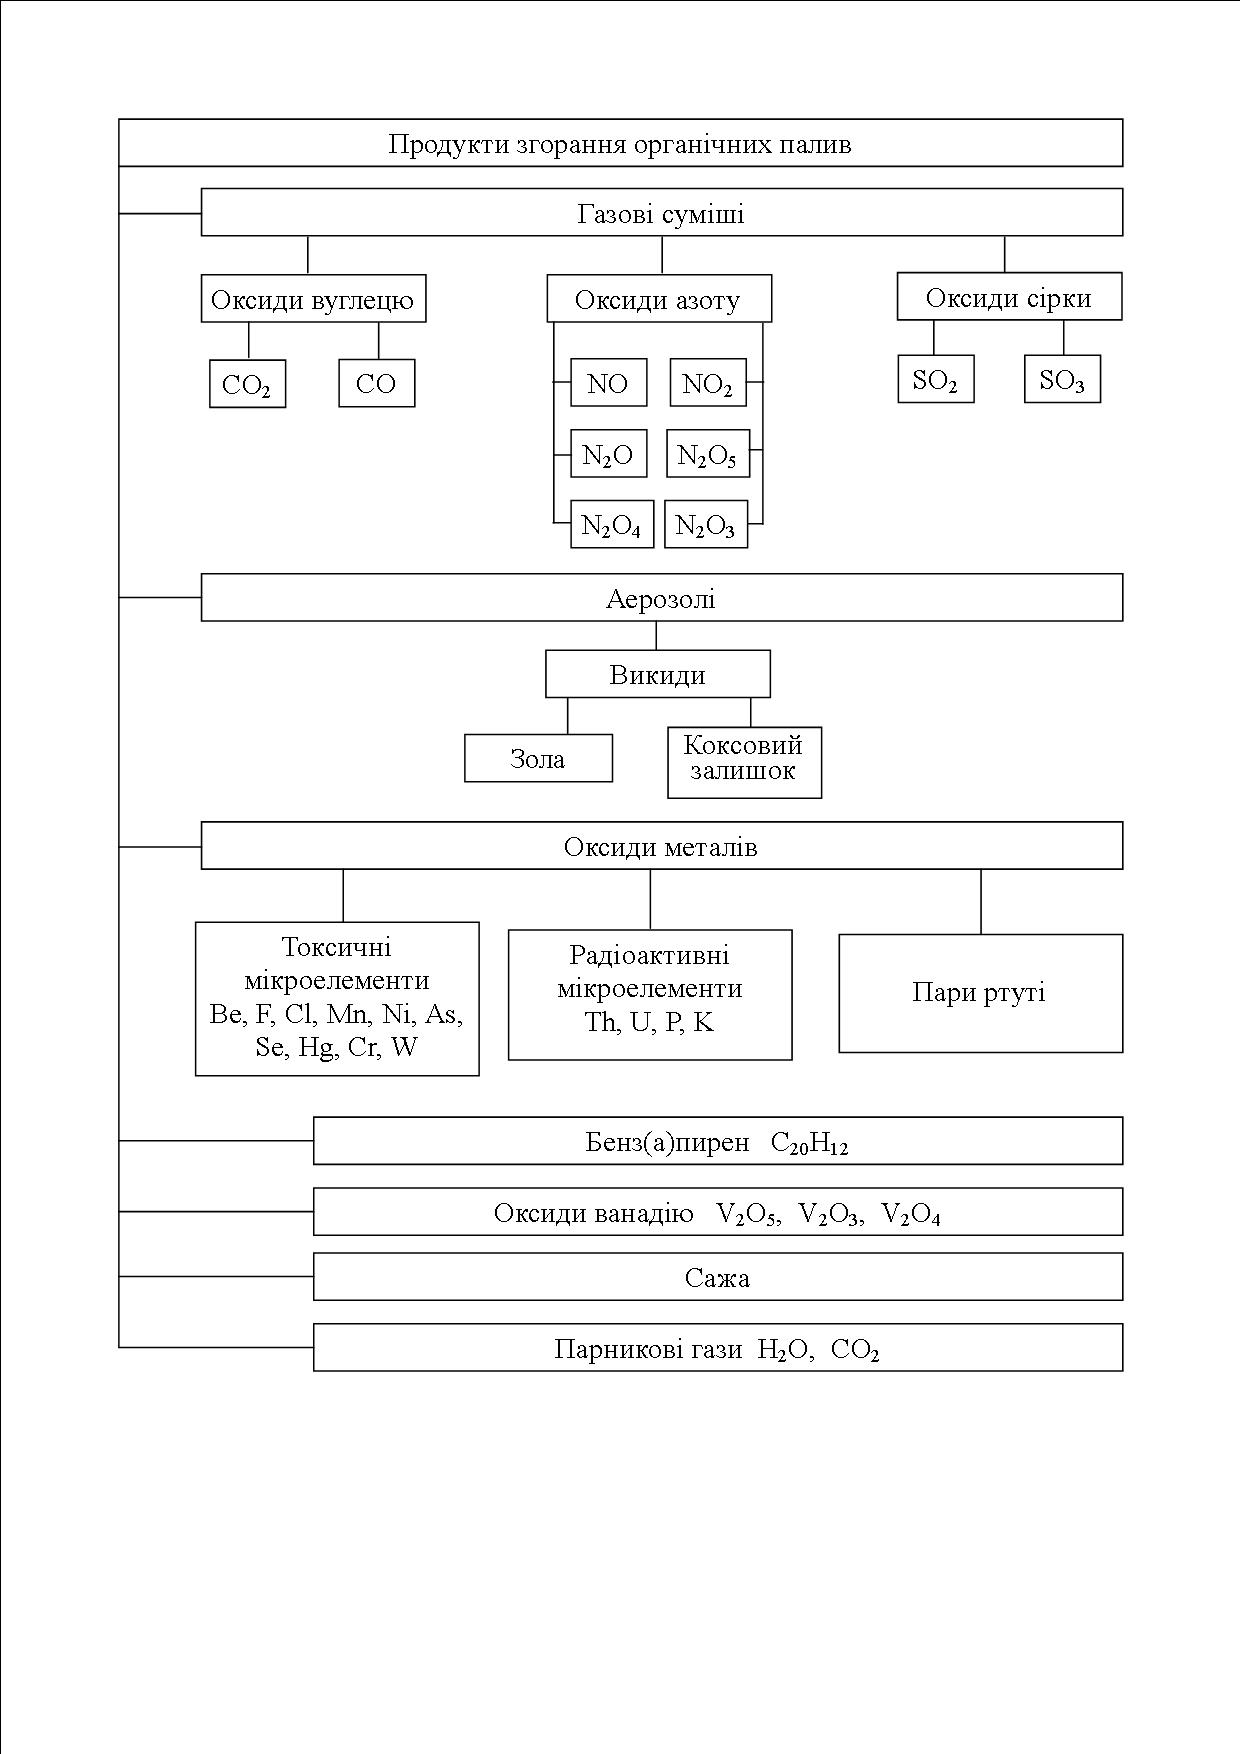 Продукти згорання органічних палив
Газові суміші
Оксиди вуглецю
Оксиди азоту
Оксиди сірки
CO₂
CO
NO
NO₂
SO₂
SO₃
N₂O
N₂O₅
N₂O₄
N₂O₃
Аерозолі
Викиди
Зола
Коксовий
залишок
Оксиди металів
Токсичні
мікроелементи
Be, F, Cl, Mn, Ni, As,
Se, Hg, Cr, W
Радіоактивні
мікроелементи
Th, U, P, K
Пари ртуті
Бенз(а)пирен C₂₀H₁₂
Оксиди ванадію V₂O₅, V₂O₃, V₂O₄
Сажа
Парникові гази H₂O, CO₂